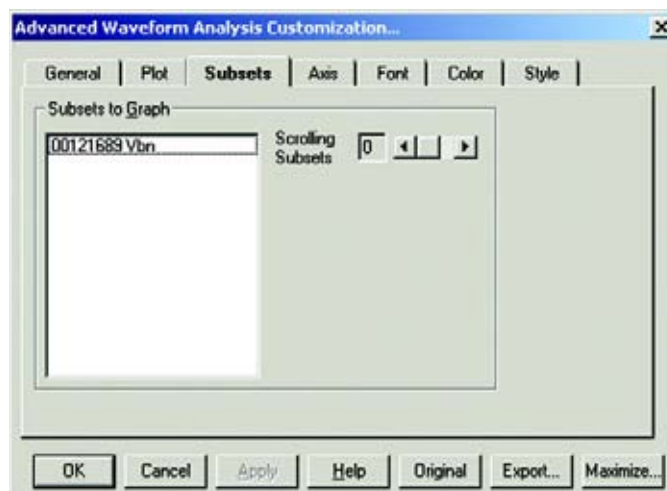 Advanced Waveform Analysis Customization...
General Plot Subsets Axis Font Color Style
Subsets to Graph
00121689 Vbn
Scrolling
Subsets
0
OK Cancel Apply Help Original Export... Maximize...